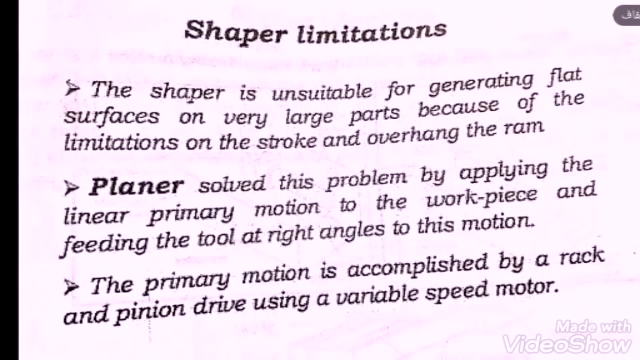 Shaper limitations
➤ The shaper is unsuitable for generating flat
surfaces on very large parts because of the
limitations on the stroke and overhang the ram
➤ Planer solved this problem by applying the
linear primary motion to the work-piece and
feeding the tool at right angles to this motion.
➤ The primary motion is accomplished by a rack
and pinion drive using a variable speed motor.
Made with
VideoShow